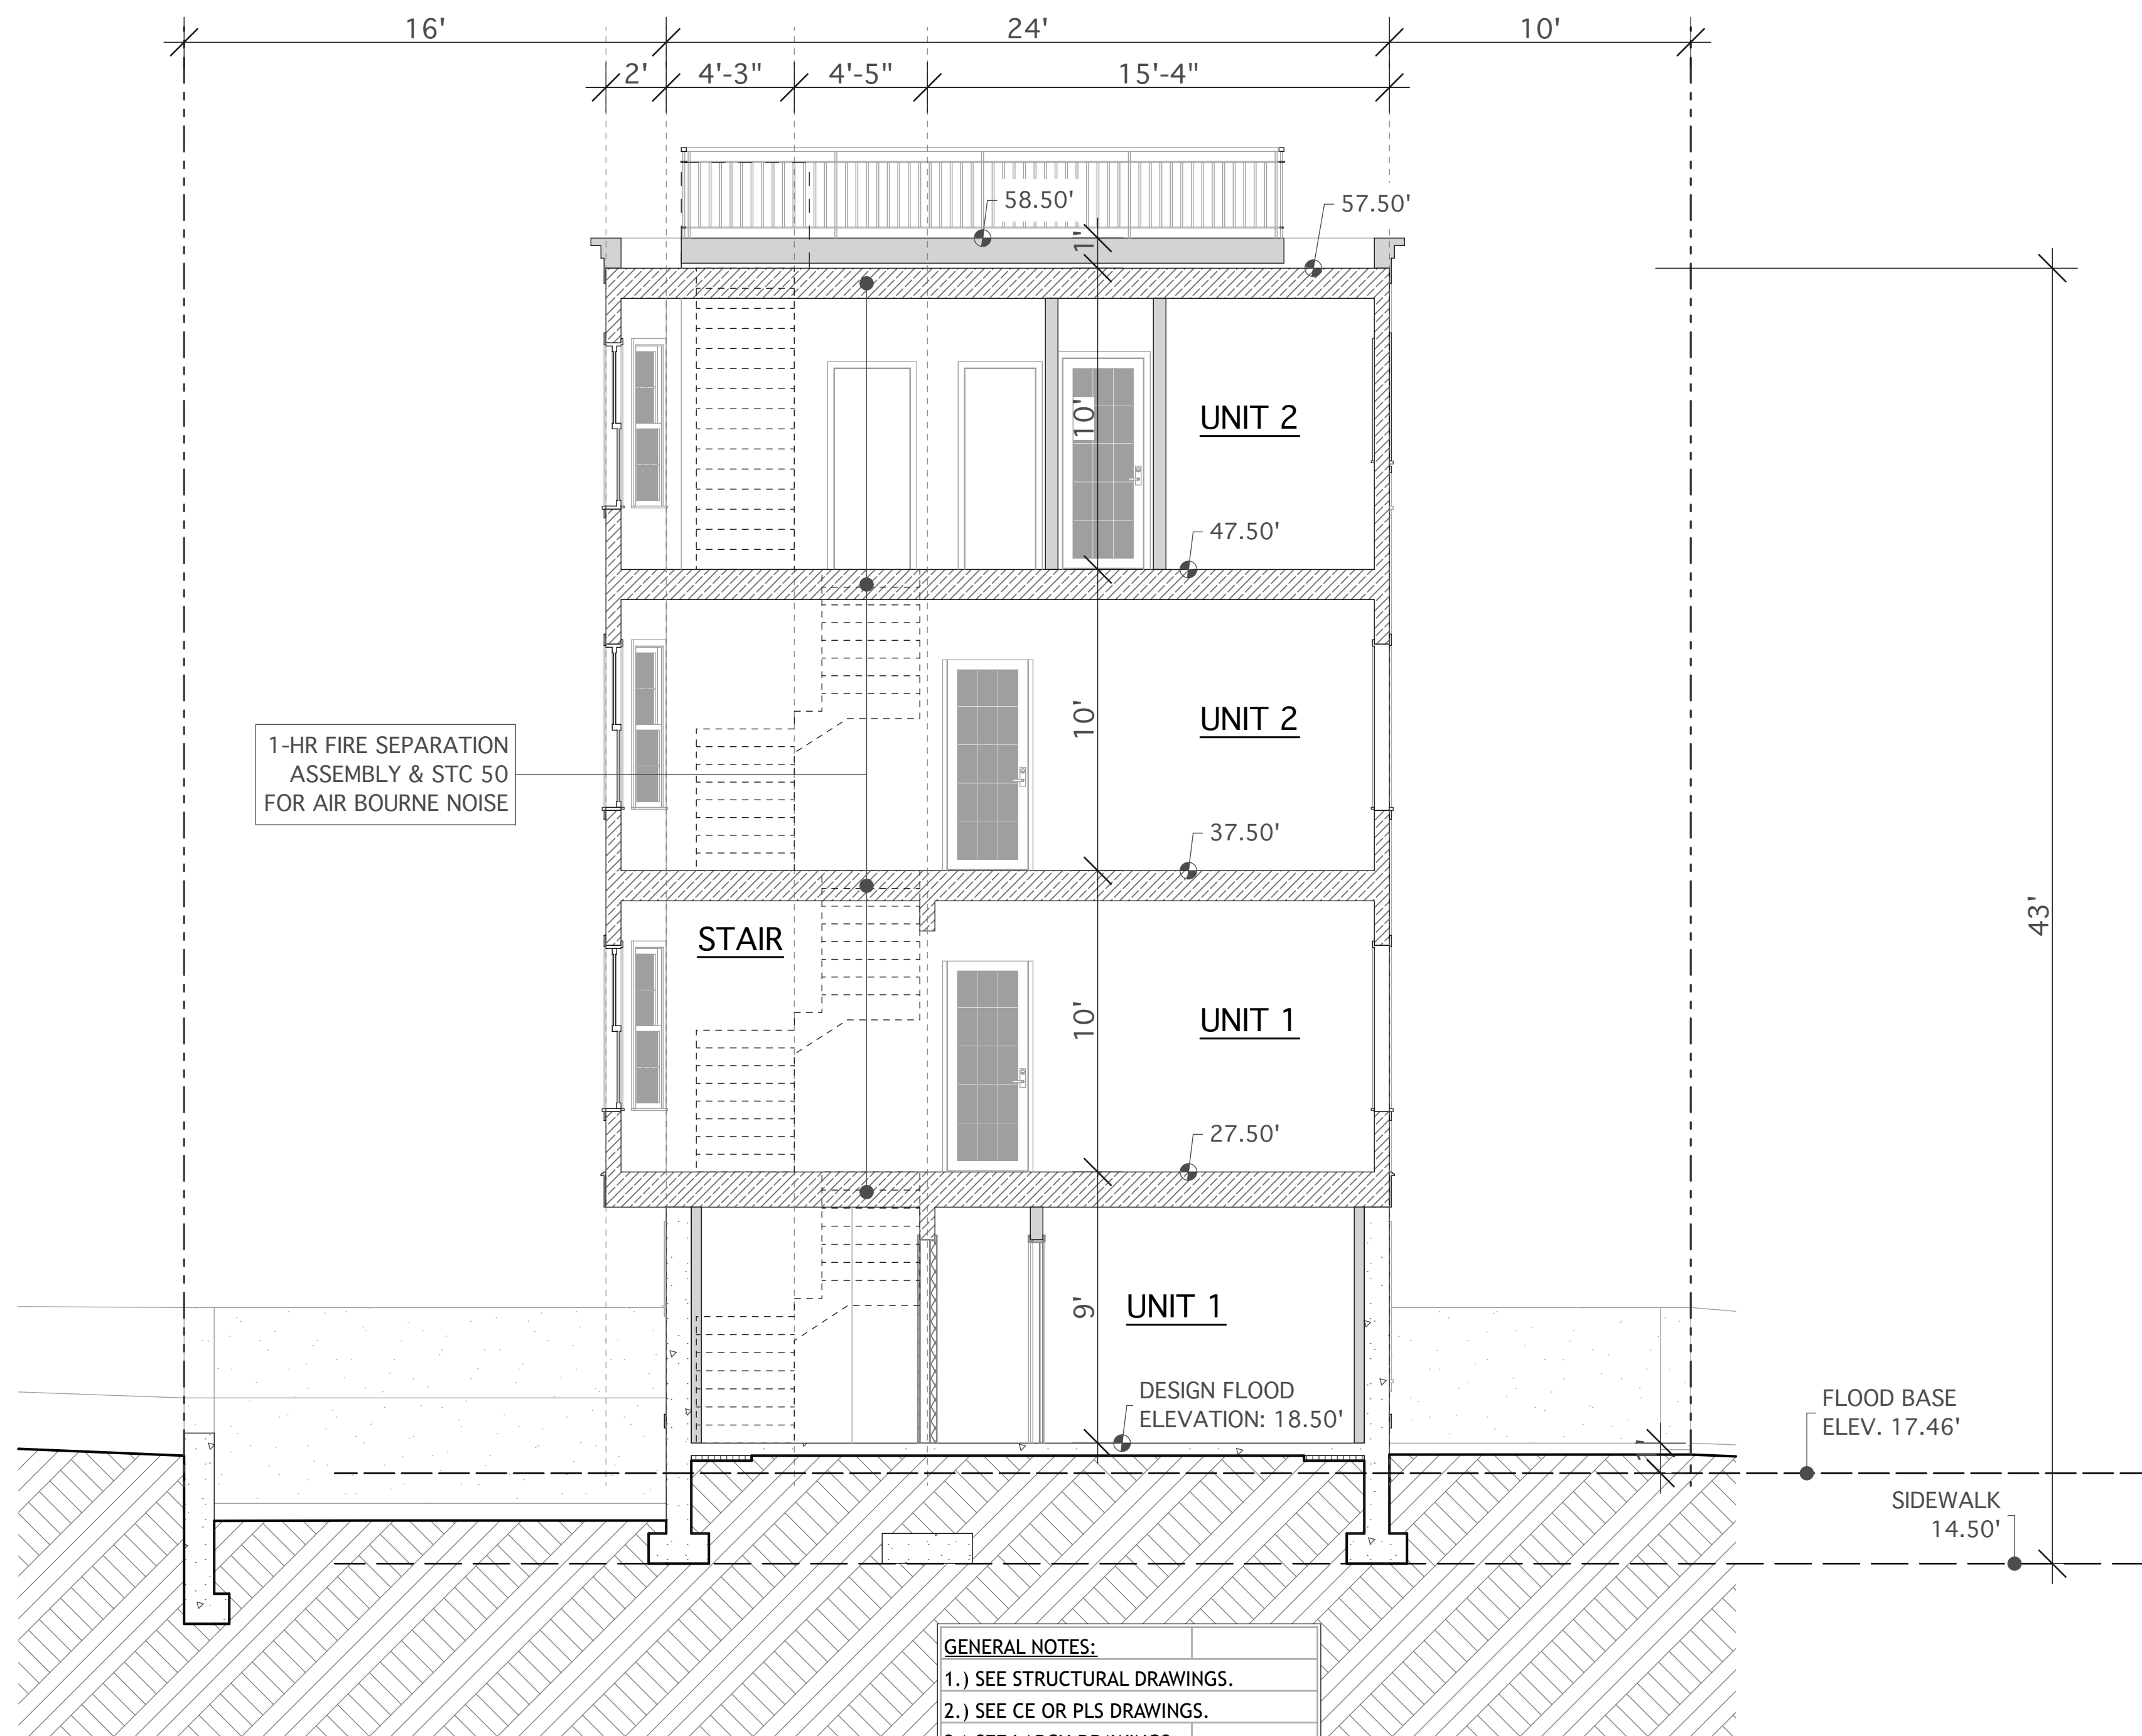 16'
24'
10'
2'
4'-3"
4'-5"
15'-4"
58.50'
57.50'
1'
10'
UNIT 2
47.50'
10'
UNIT 2
1-HR FIRE SEPARATION
ASSEMBLY & STC 50
FOR AIR BOURNE NOISE
37.50'
43'
STAIR
10'
UNIT 1
27.50'
9'
UNIT 1
DESIGN FLOOD
ELEVATION: 18.50'
FLOOD BASE
ELEV. 17.46'
SIDEWALK
14.50'
GENERAL NOTES:
1.) SEE STRUCTURAL DRAWINGS.
2.) SEE CE OR PLS DRAWINGS.